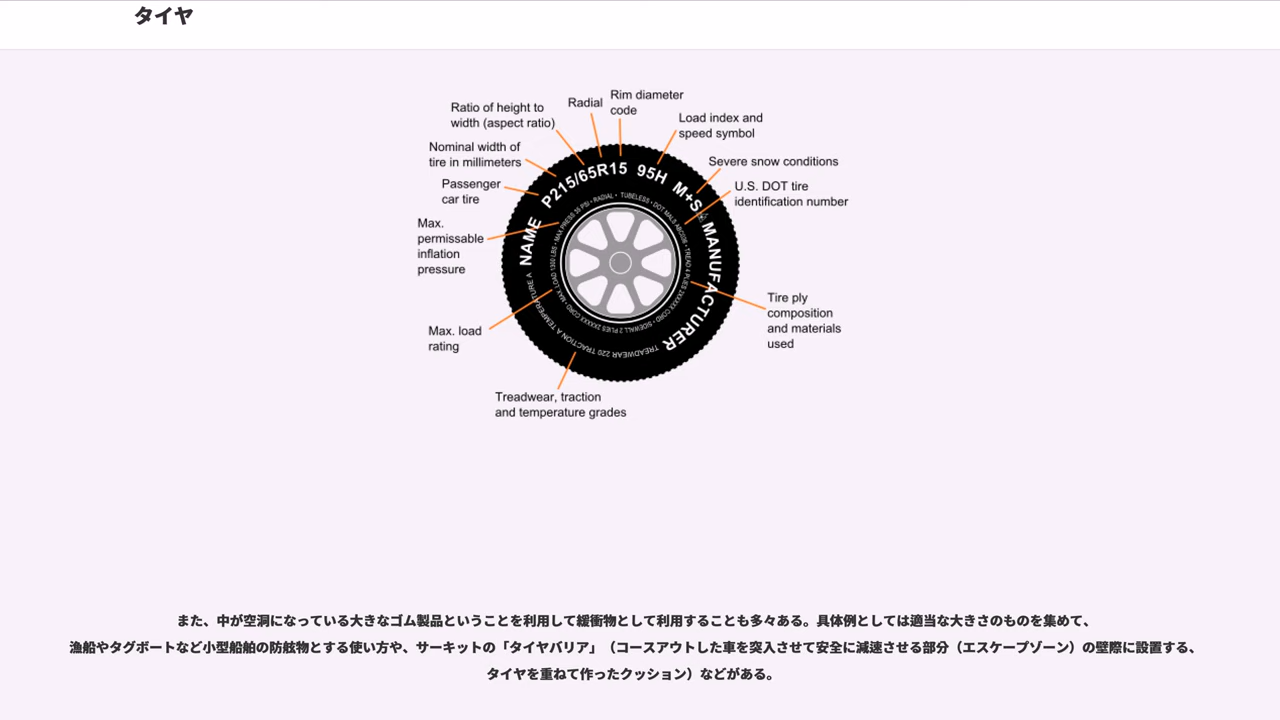 タイヤ
Ratio of height to
width (aspect ratio)
Radial
Rim diameter
code
Load index and
speed symbol
Nominal width of
tire in millimeters
Severe snow conditions
Passenger
car tire
U.S. DOT tire
identification number
Max.
permissable
inflation
pressure
Tire ply
composition
and materials
used
Max. load
rating
Treadwear, traction
and temperature grades
NAME P215/65R15 95H M+S MANUFACTURER
MAX LOAD 1300 LBS • MAX PRESS 35 PSI • RADIAL • TUBELESS • DOT
TREADWEAR 220 TRACTION A TEMPERATURE A
また、中が空洞になっている大きなゴム製品ということを利用して緩衝物として利用することも多々ある。具体例としては適当な大きさのものを集めて、
漁船やタグボートなど小型船舶の防舷物とする使い方や、サーキットの「タイヤバリア」（コースアウトした車を突入させて安全に減速させる部分（エスケープゾーン）の壁際に設置する、
タイヤを重ねて作ったクッション）などがある。